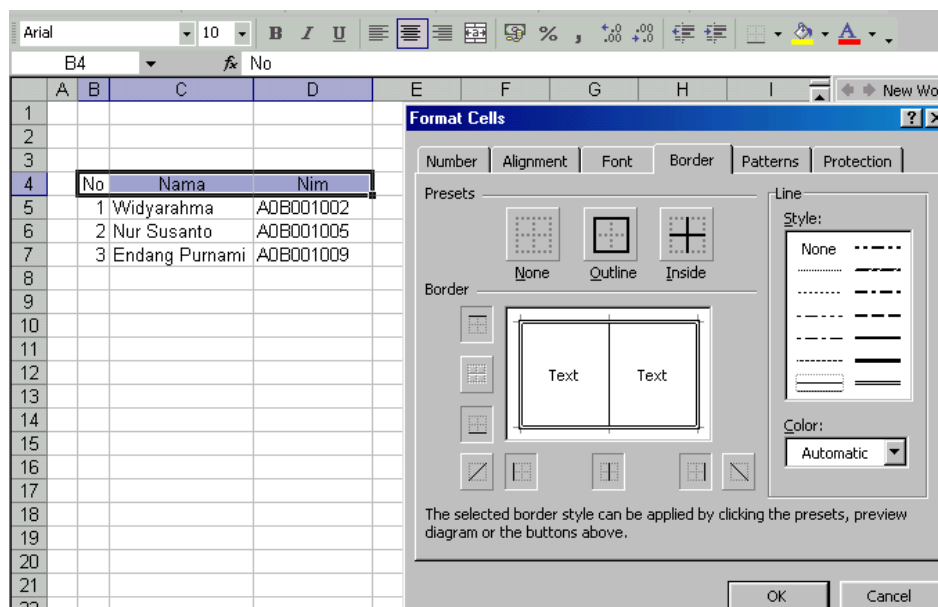 Arial 10 B I U % , .00 .00 A
B4 fx No
A B C D E F G H I New Wo
1
2
3
4 No Nama Nim
5 1 Widyarahma A0B001002
6 2 Nur Susanto A0B001005
7 3 Endang Purnami A0B001009
8
9
10
11
12
13
14
15
16
17
18
19
20
21
22
Format Cells
Number Alignment Font Border Patterns Protection
Presets
None Outline Inside
Border
Text Text
Line
Style:
None
Color:
Automatic
The selected border style can be applied by clicking the presets, preview
diagram or the buttons above.
OK Cancel